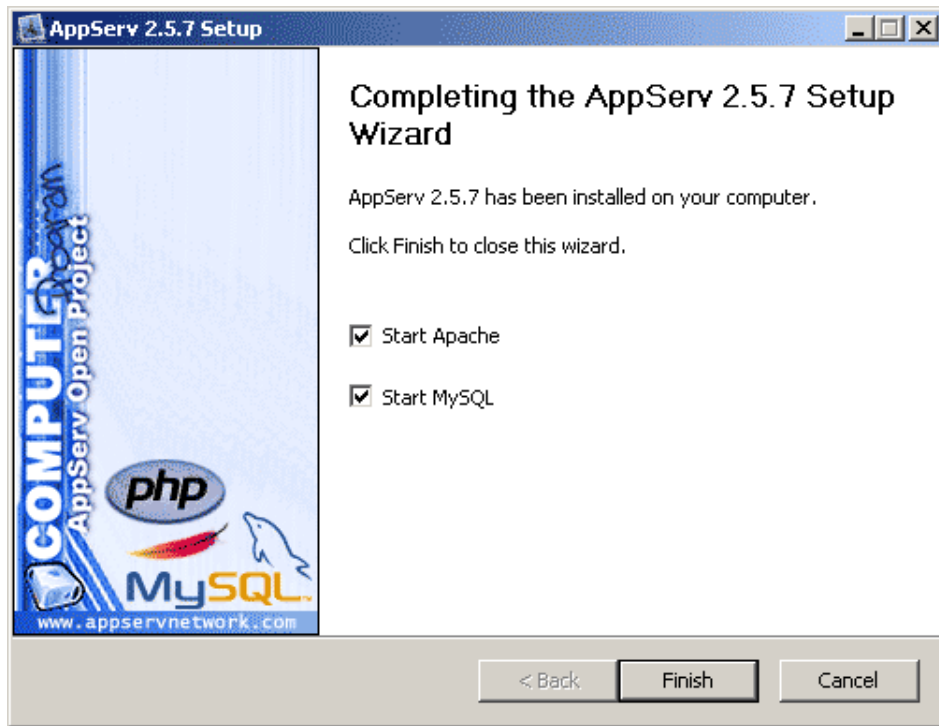 AppServ 2.5.7 Setup
Completing the AppServ 2.5.7 Setup
Wizard
AppServ 2.5.7 has been installed on your computer.
Click Finish to close this wizard.
Start Apache
Start MySQL
COMPUTER
Program
AppServ Open Project
php
MySQL
www.appservnetwork.com
< Back
Finish
Cancel